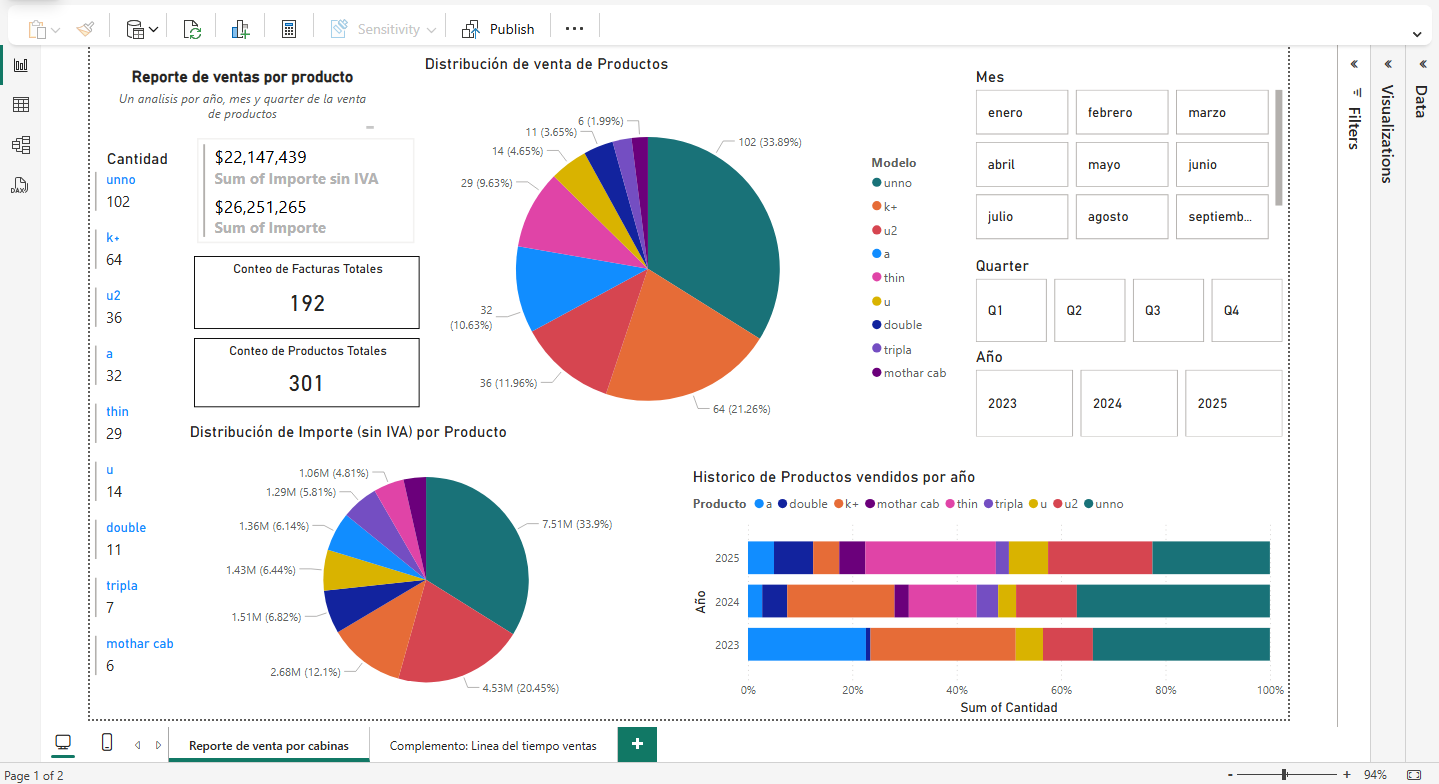 Sensitivity
Publish
Reporte de ventas por producto
Un analisis por año, mes y quarter de la venta
de productos
Cantidad
unno
102
k+
64
u2
36
a
32
thin
29
u
14
double
11
tripla
7
mothar cab
6
$22,147,439
Sum of Importe sin IVA
$26,251,265
Sum of Importe
Conteo de Facturas Totales
192
Conteo de Productos Totales
301
Distribución de venta de Productos
6 (1.99%)
11 (3.65%)
14 (4.65%)
29 (9.63%)
32
(10.63%)
36 (11.96%)
64 (21.26%)
102 (33.89%)
Modelo
unno
k+
u2
a
thin
u
double
tripla
mothar cab
Mes
enero
febrero
marzo
abril
mayo
junio
julio
agosto
septiemb...
Quarter
Q1
Q2
Q3
Q4
Año
2023
2024
2025
Filters
Visualizations
Data
Distribución de Importe (sin IVA) por Producto
1.06M (4.81%)
1.29M (5.81%)
1.36M (6.14%)
1.43M (6.44%)
1.51M (6.82%)
2.68M (12.1%)
4.53M (20.45%)
7.51M (33.9%)
Historico de Productos vendidos por año
Producto a double k+ mothar cab thin tripla u u2 unno
Año
2025
2024
2023
0% 20% 40% 60% 80% 100%
Sum of Cantidad
Reporte de venta por cabinas
Complemento: Linea del tiempo ventas
Page 1 of 2
94%